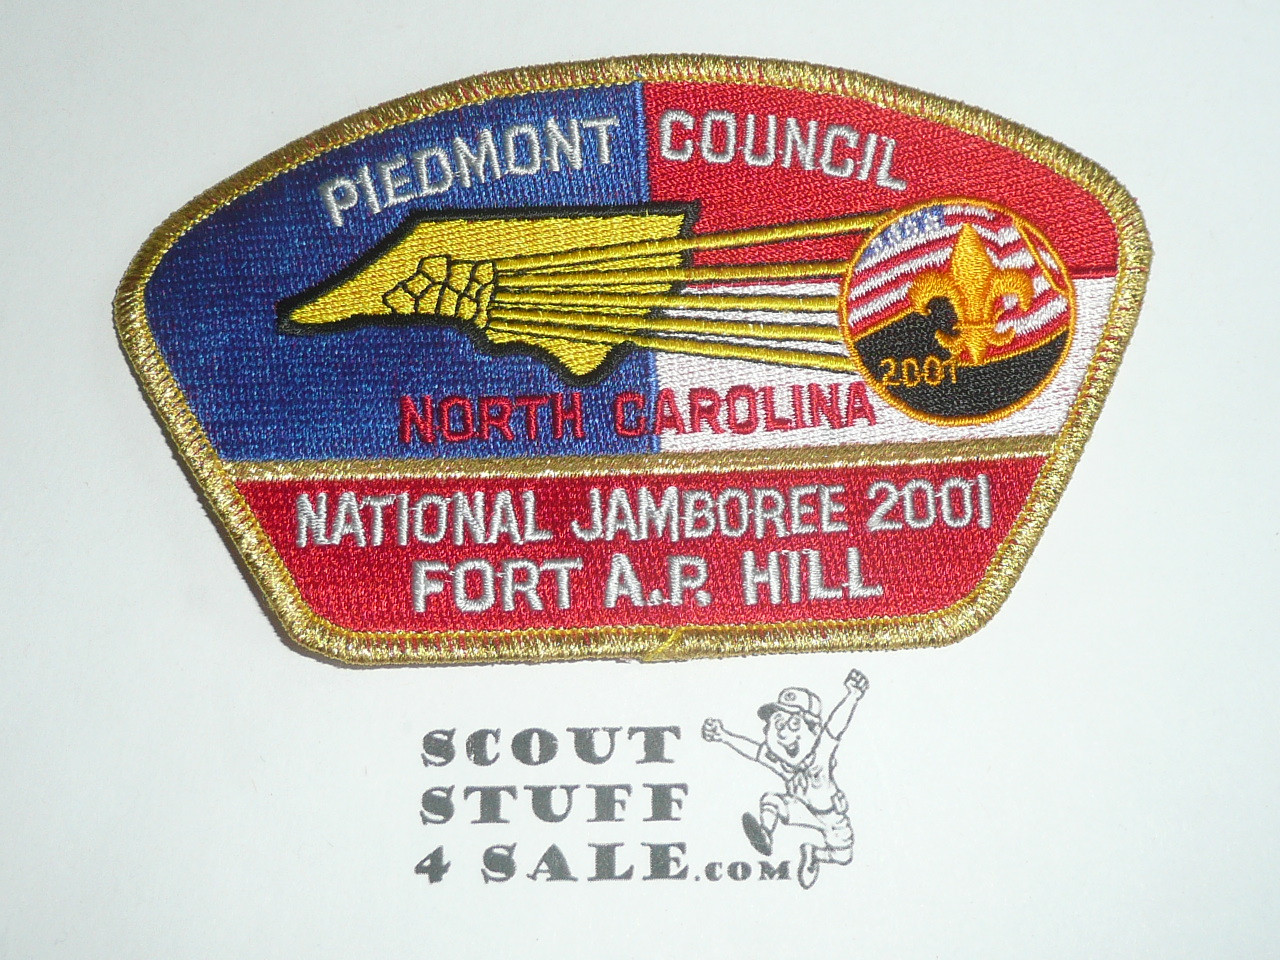 PIEDMONT COUNCIL
2001
NORTH CAROLINA
NATIONAL JAMBOREE 2001
FORT A.P. HILL
SCOUT
STUFF
4 SALE.COM